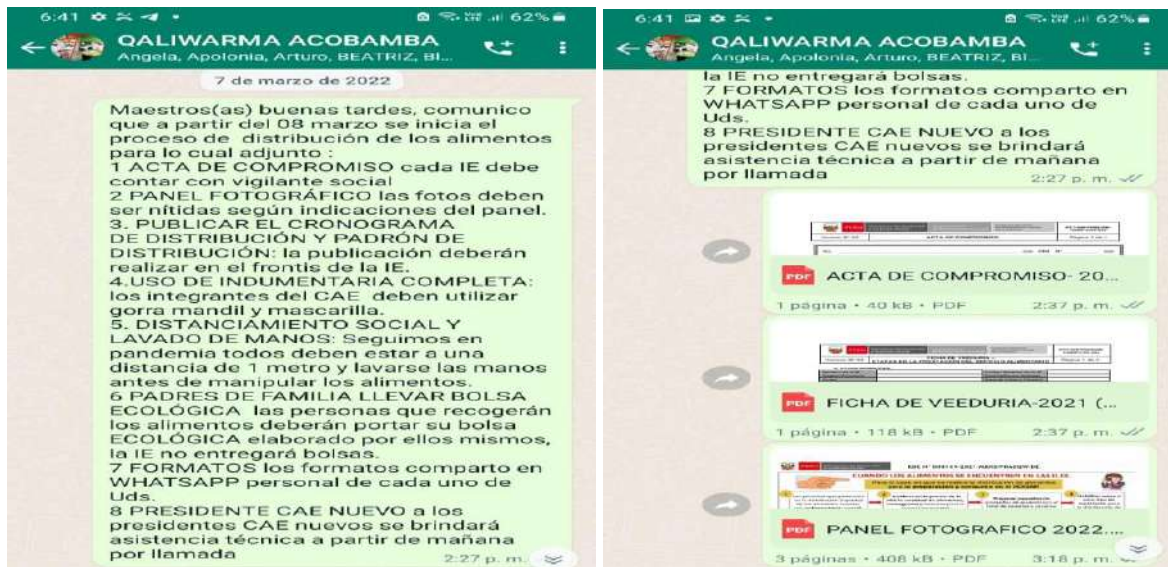 6:41
62%
QALIWARMA ACOBAMBA
Angela, Apolonia, Arturo, BEATRIZ, BI...
7 de marzo de 2022
Maestros(as) buenas tardes, comunico
que a partir del 08 marzo se inicia el
proceso de distribución de los alimentos
para lo cual adjunto :
1 ACTA DE COMPROMISO cada IE debe
contar con vigilante social
2 PANEL FOTOGRÁFICO las fotos deben
ser nítidas según indicaciones del panel.
3. PUBLICAR EL CRONOGRAMA
DE DISTRIBUCIÓN Y PADRÓN DE
DISTRIBUCIÓN: la publicación deberán
realizar en el frontis de la IE.
4.USO DE INDUMENTARIA COMPLETA:
los integrantes del CAE deben utilizar
gorra mandil y mascarilla.
5. DISTANCIAMIENTO SOCIAL Y
LAVADO DE MANOS: Seguimos en
pandemia todos deben estar a una
distancia de 1 metro y lavarse las manos
antes de manipular los alimentos.
6 PADRES DE FAMILIA LLEVAR BOLSA
ECOLÓGICA las personas que recogerán
los alimentos deberán portar su bolsa
ECOLÓGICA elaborado por ellos mismos,
la IE no entregará bolsas.
7 FORMATOS los formatos comparto en
WHATSAPP personal de cada uno de
Uds.
8 PRESIDENTE CAE NUEVO a los
presidentes CAE nuevos se brindará
asistencia técnica a partir de mañana
por llamada
2:27 p. m.
6:41
62%
QALIWARMA ACOBAMBA
Angela, Apolonia, Arturo, BEATRIZ, BI...
la IE no entregará bolsas.
7 FORMATOS los formatos comparto en
WHATSAPP personal de cada uno de
Uds.
8 PRESIDENTE CAE NUEVO a los
presidentes CAE nuevos se brindará
asistencia técnica a partir de mañana
por llamada
2:27 p. m.
ACTA DE COMPROMISO
PDF ACTA DE COMPROMISO- 20...
1 página • 40 kB • PDF 2:37 p. m.
PDF FICHA DE VEEDURIA-2021 (...
1 página • 118 kB • PDF 2:37 p. m.
CUANDO LOS ALIMENTOS SE ENCUENTREN EN LAS II.EE.
PDF PANEL FOTOGRAFICO 2022....
3 páginas • 408 kB • PDF 3:18 p. m.